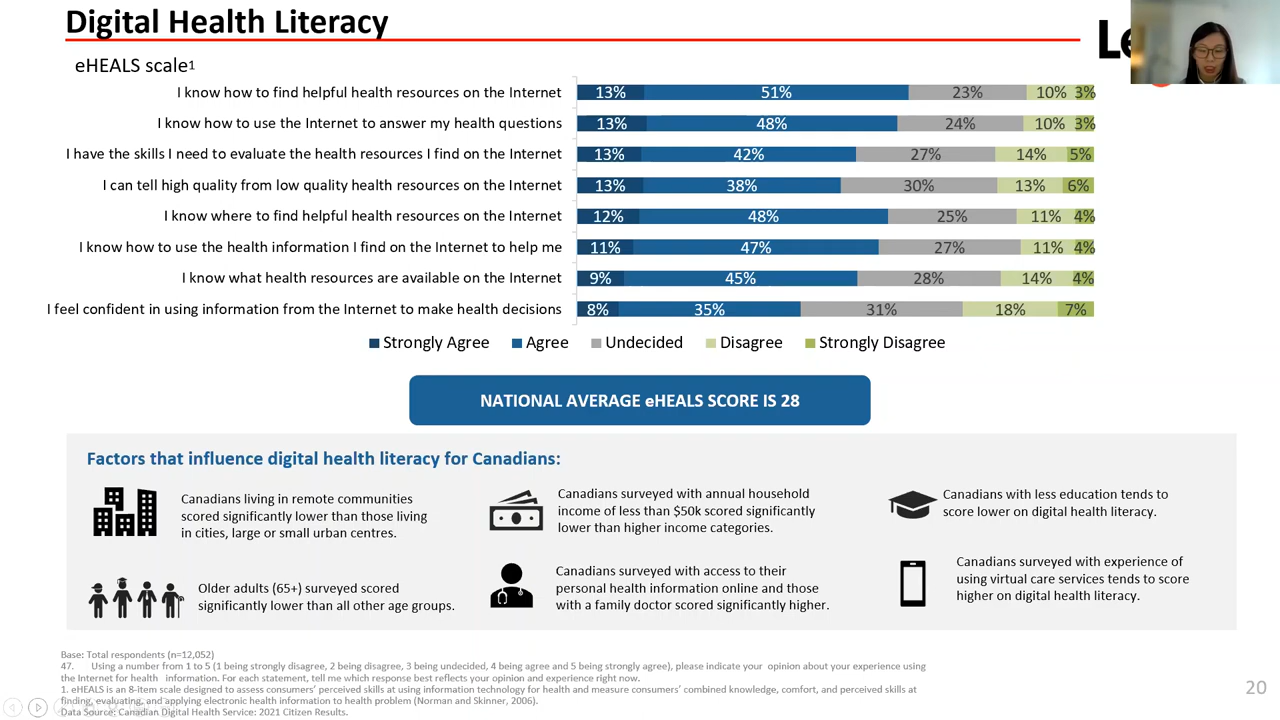 Digital Health Literacy
Le
eHEALS scale1
I know how to find helpful health resources on the Internet 13% 51% 23% 10% 3%
I know how to use the Internet to answer my health questions 13% 48% 24% 10% 3%
I have the skills I need to evaluate the health resources I find on the Internet 13% 42% 27% 14% 5%
I can tell high quality from low quality health resources on the Internet 13% 38% 30% 13% 6%
I know where to find helpful health resources on the Internet 12% 48% 25% 11% 4%
I know how to use the health information I find on the Internet to help me 11% 47% 27% 11% 4%
I know what health resources are available on the Internet 9% 45% 28% 14% 4%
I feel confident in using information from the Internet to make health decisions 8% 35% 31% 18% 7%
Strongly Agree Agree Undecided Disagree Strongly Disagree
NATIONAL AVERAGE eHEALS SCORE IS 28
Factors that influence digital health literacy for Canadians:
Canadians living in remote communities
scored significantly lower than those living
in cities, large or small urban centres.
Canadians surveyed with annual household
income of less than $50k scored significantly
lower than higher income categories.
Canadians with less education tends to
score lower on digital health literacy.
Older adults (65+) surveyed scored
significantly lower than all other age groups.
Canadians surveyed with access to their
personal health information online and those
with a family doctor scored significantly higher.
Canadians surveyed with experience of
using virtual care services tends to score
higher on digital health literacy.
Base: Total respondents (n=12,052)
47. Using a number from 1 to 5 (1 being strongly disagree, 2 being disagree, 3 being undecided, 4 being agree and 5 being strongly agree), please indicate your opinion about your experience using
the Internet for health information. For each statement, tell me which response best reflects your opinion and experience right now.
1. eHEALS is an 8-item scale designed to assess consumers' perceived skills at using information technology for health and measure consumers' combined knowledge, comfort, and perceived skills at
finding, evaluating, and applying electronic health information to health problem (Norman and Skinner, 2006).
Data Source: Canadian Digital Health Service: 2021 Citizen Results.
20